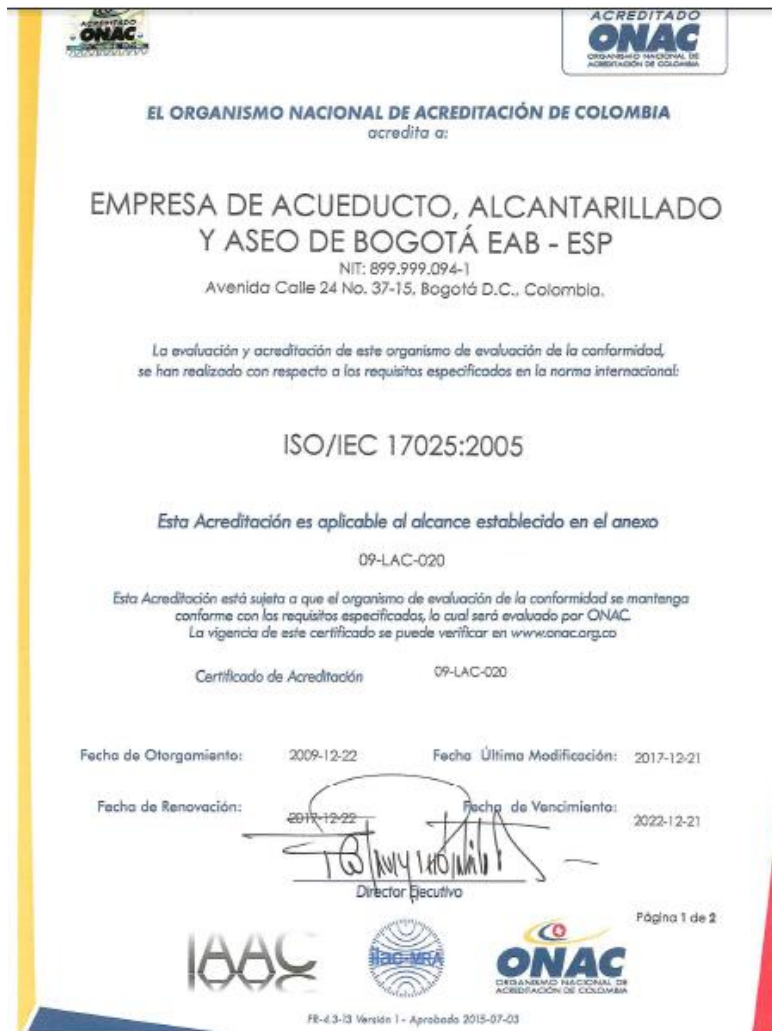 ACREDITADO
ONAC
ACREDITADO
ONAC
ORGANISMO NACIONAL DE
ACREDITACIÓN DE COLOMBIA
EL ORGANISMO NACIONAL DE ACREDITACIÓN DE COLOMBIA
acredita a:
EMPRESA DE ACUEDUCTO, ALCANTARILLADO
Y ASEO DE BOGOTÁ EAB - ESP
NIT: 899.999.094-1
Avenida Calle 24 No. 37-15, Bogotá D.C., Colombia.
La evaluación y acreditación de este organismo de evaluación de la conformidad,
se han realizado con respecto a los requisitos especificados en la norma internacional:
ISO/IEC 17025:2005
Esta Acreditación es aplicable al alcance establecido en el anexo
09-LAC-020
Esta Acreditación está sujeta a que el organismo de evaluación de la conformidad se mantenga
conforme con los requisitos especificados, lo cual será evaluado por ONAC.
La vigencia de este certificado se puede verificar en www.onac.org.co
Certificado de Acreditación 09-LAC-020
Fecha de Otorgamiento: 2009-12-22 Fecha Última Modificación: 2017-12-21
Fecha de Renovación: 2017-12-22 Fecha de Vencimiento: 2022-12-21
Director Ejecutivo
Página 1 de 2
IAAC
ilac-MRA
ONAC
ORGANISMO NACIONAL DE
ACREDITACIÓN DE COLOMBIA
FR-4.3-13 Versión 1 - Aprobado 2015-07-03